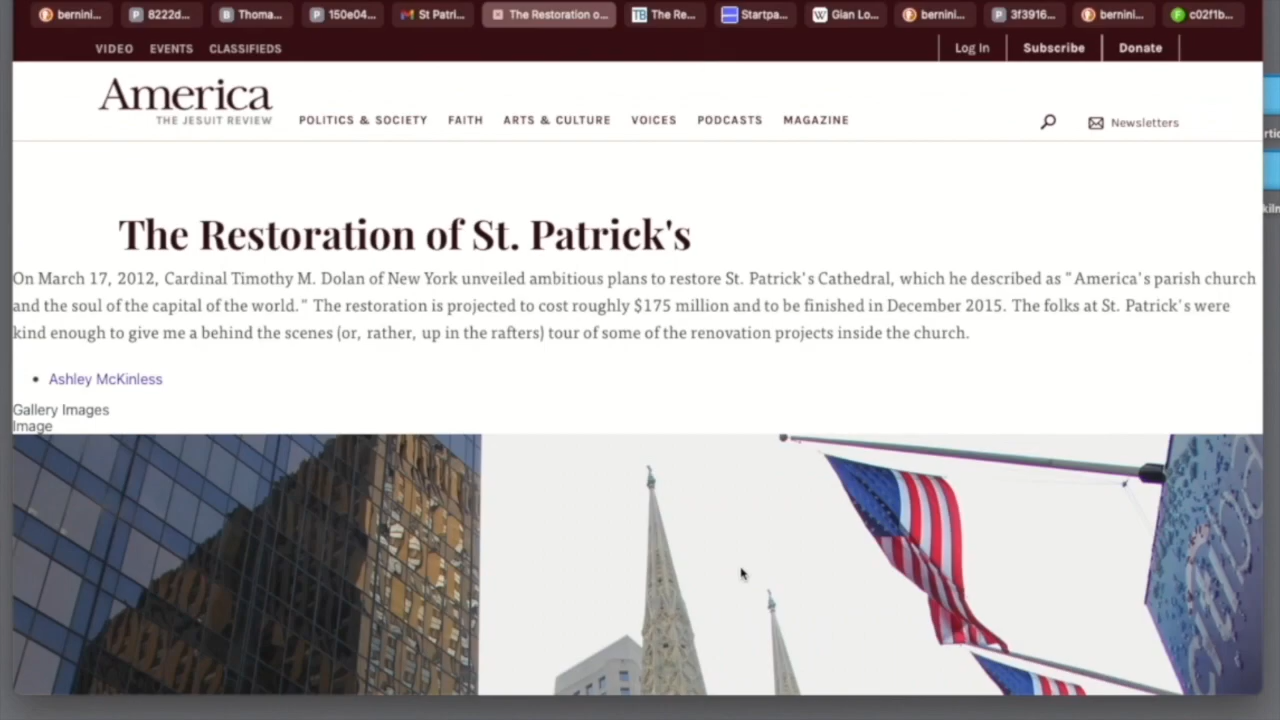 bernini...
8222d...
Thoma...
150e04...
St Patri...
The Restoration o...
The Re...
Startpa...
Gian Lo...
bernini...
3f3916...
bernini...
c02f1b...
VIDEO EVENTS CLASSIFIEDS
Log In Subscribe Donate
America
THE JESUIT REVIEW
POLITICS & SOCIETY FAITH ARTS & CULTURE VOICES PODCASTS MAGAZINE
Newsletters
The Restoration of St. Patrick's
On March 17, 2012, Cardinal Timothy M. Dolan of New York unveiled ambitious plans to restore St. Patrick's Cathedral, which he described as "America's parish church
and the soul of the capital of the world." The restoration is projected to cost roughly $175 million and to be finished in December 2015. The folks at St. Patrick's were
kind enough to give me a behind the scenes (or, rather, up in the rafters) tour of some of the renovation projects inside the church.
• Ashley McKinless
Gallery Images
Image